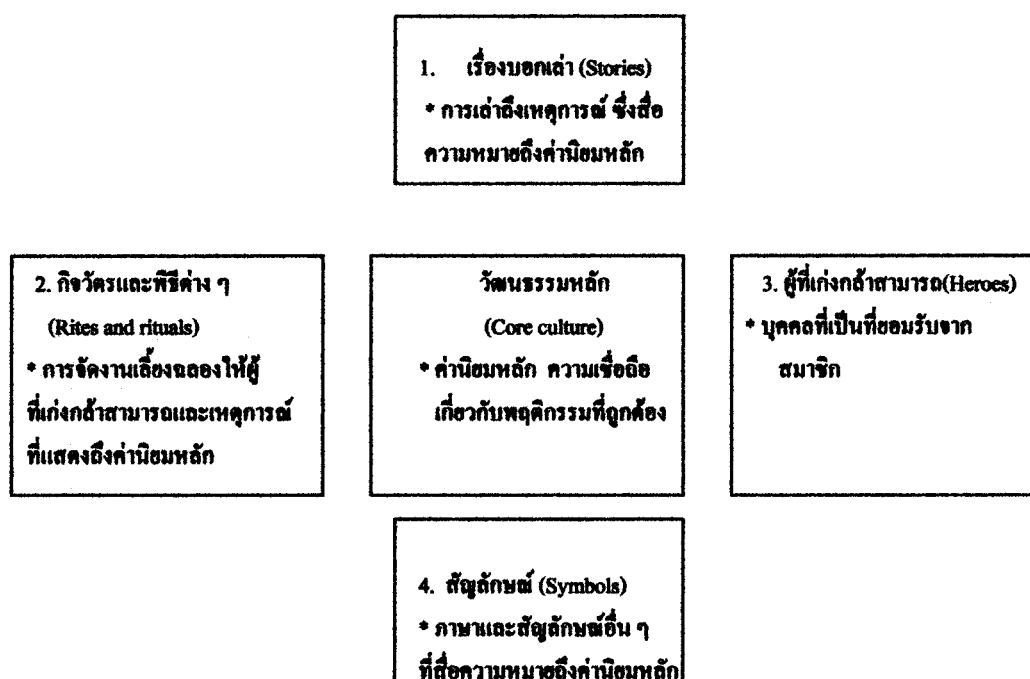 1. เรื่องบอกเล่า (Stories)
* การเล่าถึงเหตุการณ์ ซึ่งสื่อ
ความหมายถึงค่านิยมหลัก
2. กิจวัตรและพิธีต่าง ๆ
(Rites and rituals)
* การจัดงานเลี้ยงฉลองให้ผู้
ที่เก่งกล้าสามารถและเหตุการณ์
ที่แสดงถึงค่านิยมหลัก
วัฒนธรรมหลัก
(Core culture)
* ค่านิยมหลัก ความเชื่อถือ
เกี่ยวกับพฤติกรรมที่ถูกต้อง
3. ผู้ที่เก่งกล้าสามารถ(Heroes)
* บุคคลที่เป็นที่ยอมรับจาก
สมาชิก
4. สัญลักษณ์ (Symbols)
* ภาษาและสัญลักษณ์อื่น ๆ
ที่สื่อความหมายถึงค่านิยมหลัก